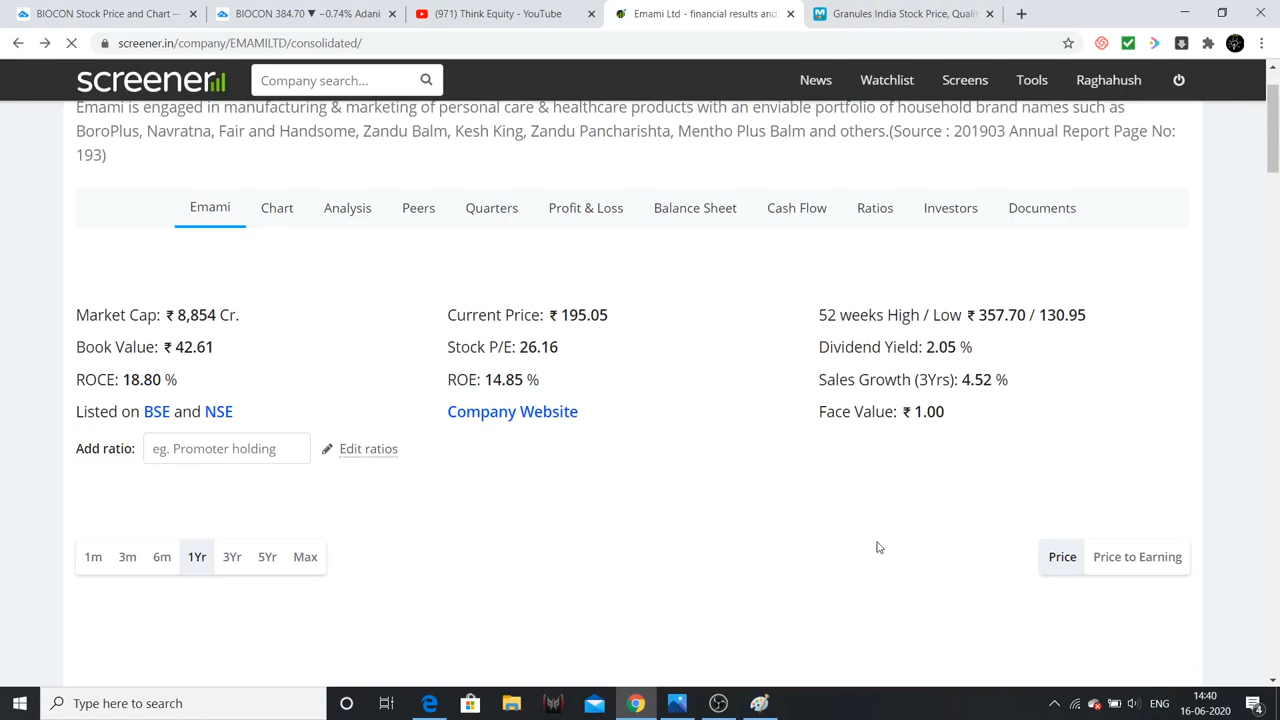 BIOCON Stock Price and Chart —
BIOCON 384.70 ▼ −0.74% Adani
(971) Think Equity - YouTube
Emami Ltd - financial results and
Granules India Stock Price, Quali
screener.in/company/EMAMILTD/consolidated/
screener
Company search...
News
Watchlist
Screens
Tools
Raghahush
Emami is engaged in manufacturing & marketing of personal care & healthcare products with an enviable portfolio of household brand names such as
BoroPlus, Navratna, Fair and Handsome, Zandu Balm, Kesh King, Zandu Pancharishta, Mentho Plus Balm and others.(Source : 201903 Annual Report Page No:
193)
Emami
Chart
Analysis
Peers
Quarters
Profit & Loss
Balance Sheet
Cash Flow
Ratios
Investors
Documents
Market Cap: ₹ 8,854 Cr.
Current Price: ₹ 195.05
52 weeks High / Low ₹ 357.70 / 130.95
Book Value: ₹ 42.61
Stock P/E: 26.16
Dividend Yield: 2.05 %
ROCE: 18.80 %
ROE: 14.85 %
Sales Growth (3Yrs): 4.52 %
Listed on BSE and NSE
Company Website
Face Value: ₹ 1.00
Add ratio:
eg. Promoter holding
Edit ratios
1m
3m
6m
1Yr
3Yr
5Yr
Max
Price
Price to Earning
Type here to search
ENG
14:40
16-06-2020
4